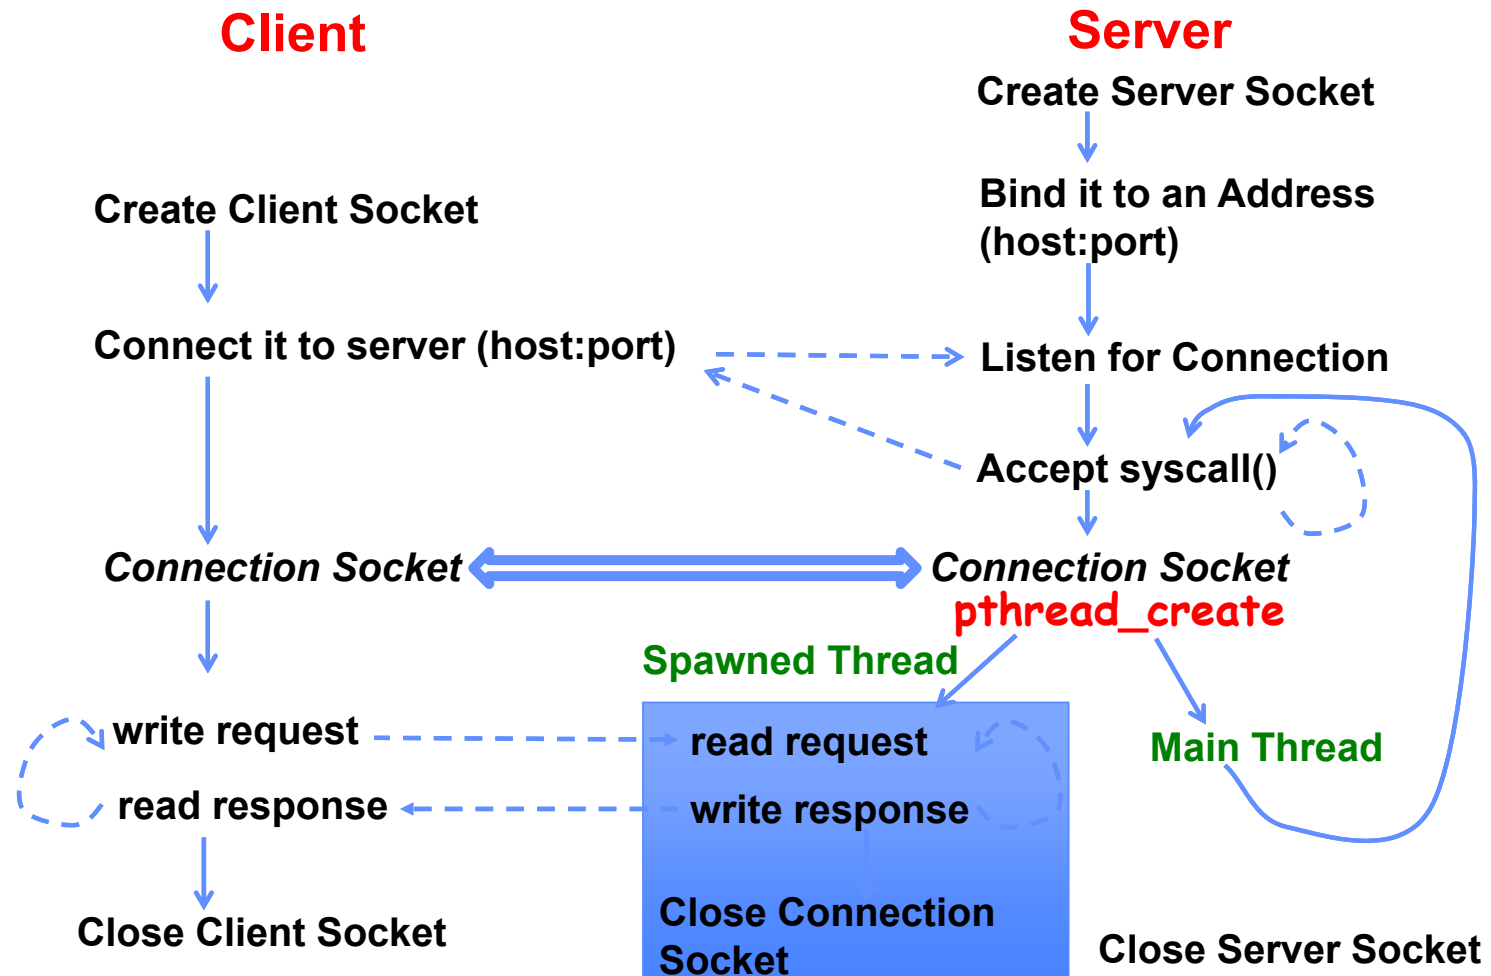 Client
Server
Create Server Socket
Create Client Socket
Bind it to an Address
(host:port)
Connect it to server (host:port)
Listen for Connection
Accept syscall()
Connection Socket
Connection Socket
pthread_create
Spawned Thread
write request
read request
Main Thread
read response
write response
Close Client Socket
Close Connection
Socket
Close Server Socket